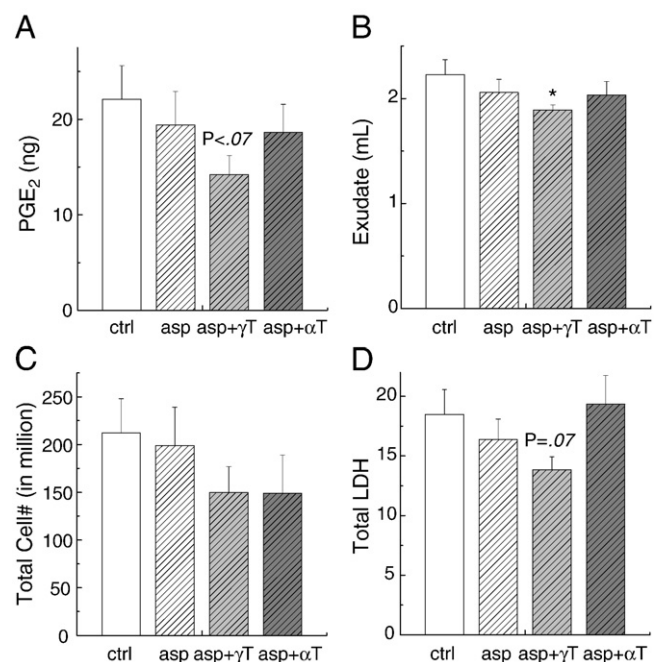 A
PGE₂ (ng)
20
10
0
P<.07
ctrl asp asp+γT asp+αT
B
Exudate (mL)
2
1
0
*
ctrl asp asp+γT asp+αT
C
Total Cell# (in million)
250
200
150
100
50
0
ctrl asp asp+γT asp+αT
D
Total LDH
20
15
10
5
0
P=.07
ctrl asp asp+γT asp+αT